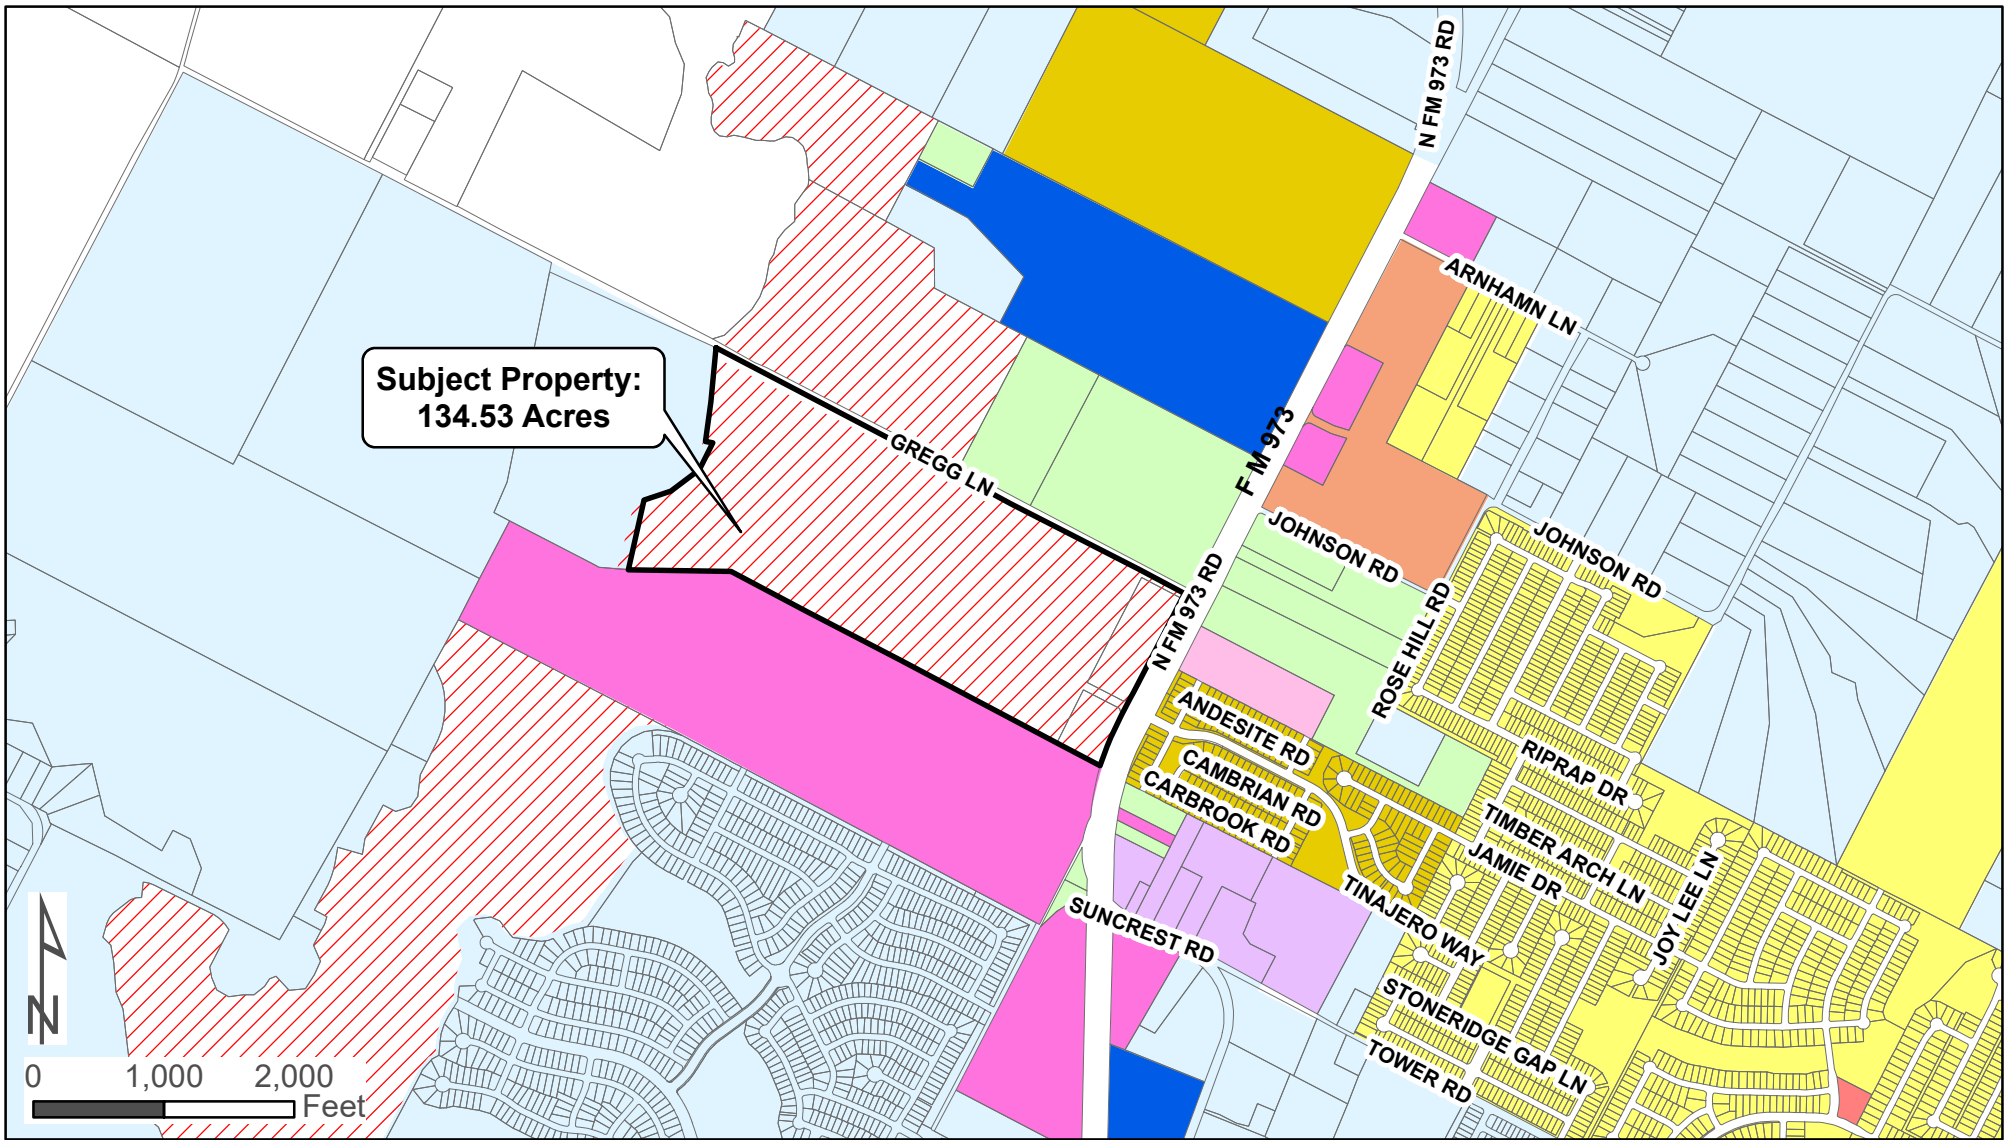 N FM 973 RD
ARNHAMN LN
Subject Property:
134.53 Acres
GREGG LN
F M 973
JOHNSON RD
JOHNSON RD
N FM 973 RD
ROSE HILL RD
ANDESITE RD
CAMBRIAN RD
CARBROOK RD
RIPRAP DR
TIMBER ARCH LN
JAMIE DR
JOY LEE LN
TINAJERO WAY
SUNCREST RD
STONERIDGE GAP LN
TOWER RD
N
0 1,000 2,000
Feet